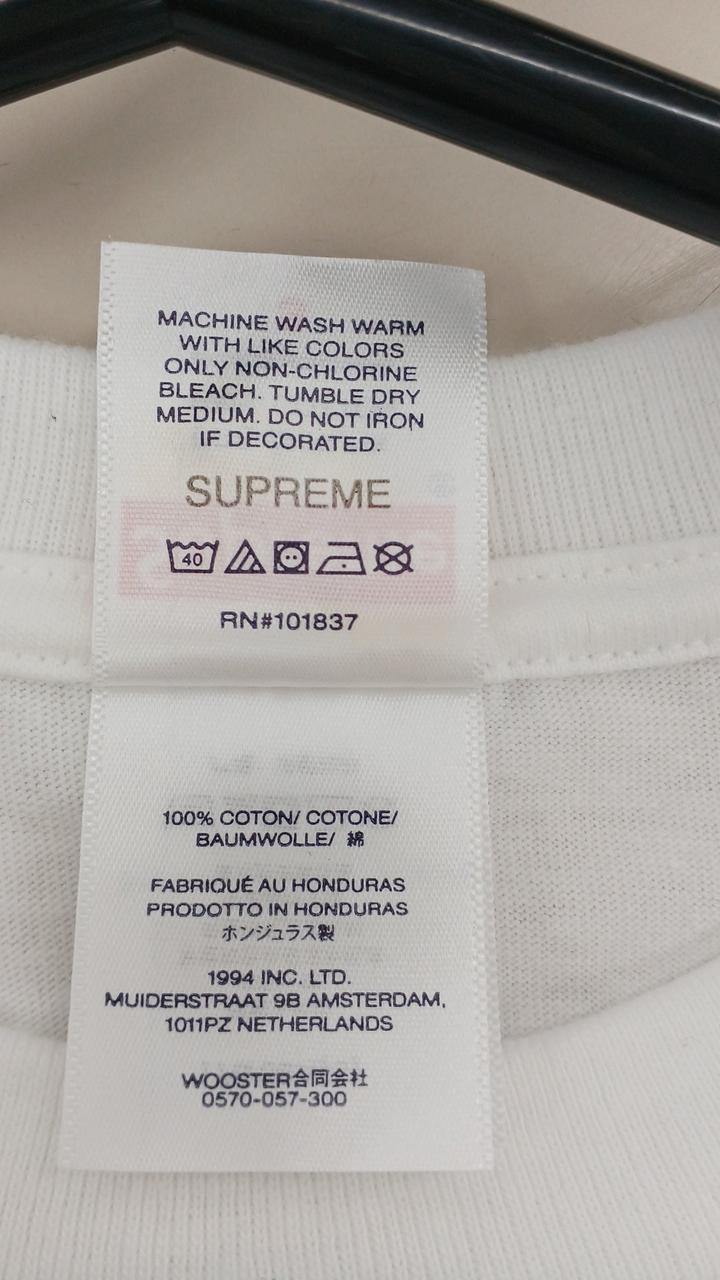 MACHINE WASH WARM
WITH LIKE COLORS
ONLY NON-CHLORINE
BLEACH. TUMBLE DRY
MEDIUM. DO NOT IRON
IF DECORATED.
SUPREME
40
RN#101837
100% COTON/ COTONE/
BAUMWOLLE/ 綿
FABRIQUÉ AU HONDURAS
PRODOTTO IN HONDURAS
ホンジュラス製
1994 INC. LTD.
MUIDERSTRAAT 9B AMSTERDAM,
1011PZ NETHERLANDS
WOOSTER合同会社
0570-057-300